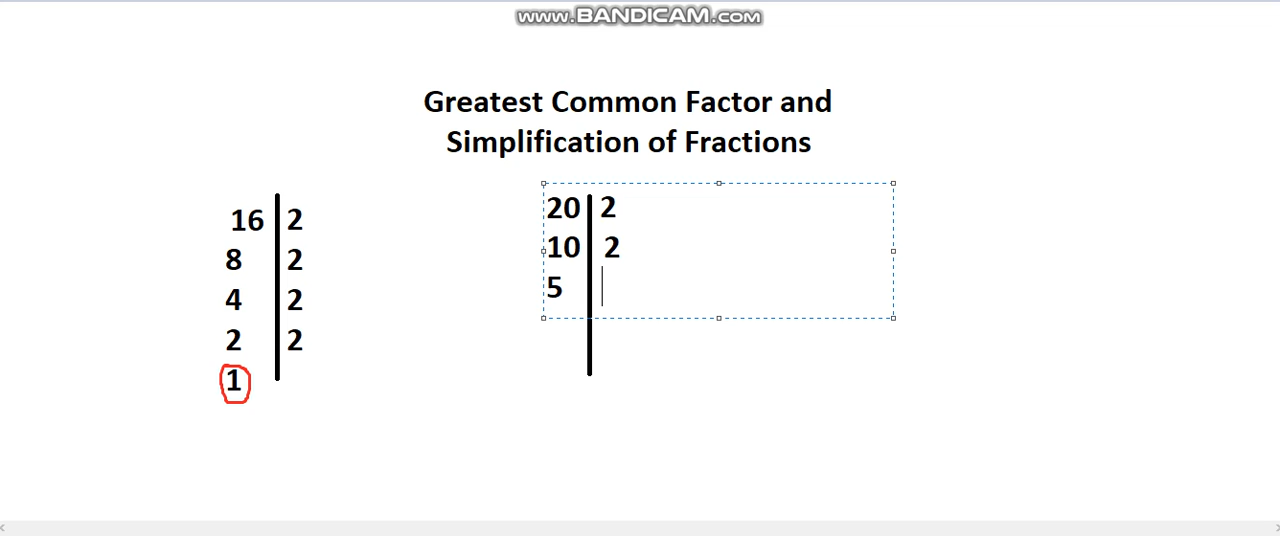 www.BANDICAM.com
Greatest Common Factor and
Simplification of Fractions
16 2
8 2
4 2
2 2
1
20 2
10 2
5